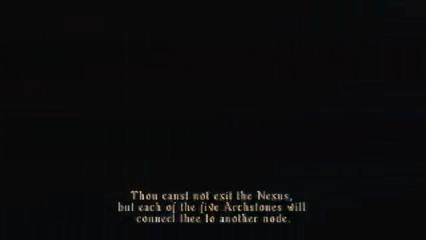 Thou canst not exit the Nexus,
but each of the five Archstones will
connect thee to another node.